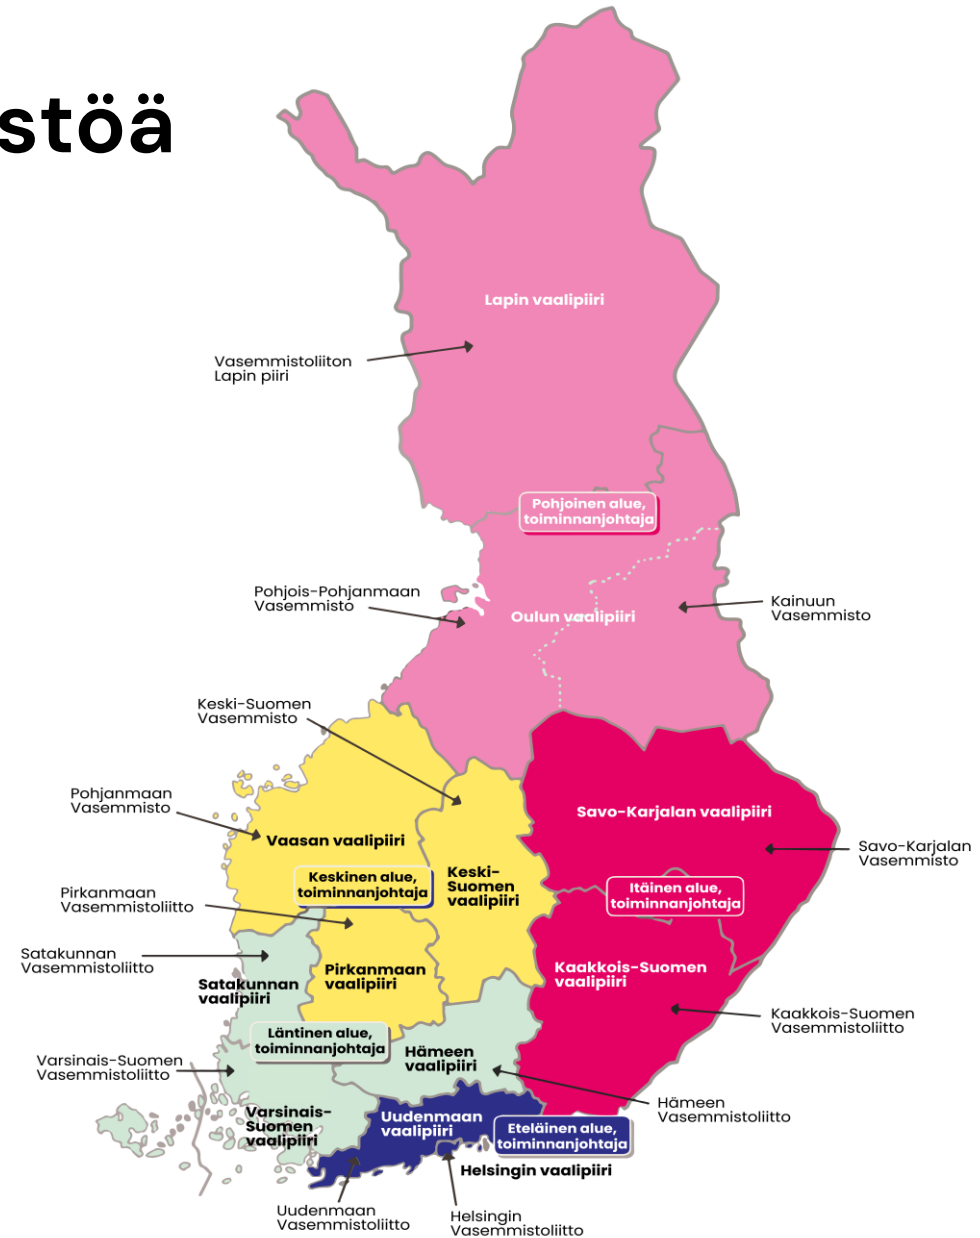 stöä
Lapin vaalipiiri
Vasemmistoliiton
Lapin piiri
Pohjoinen alue,
toiminnanjohtaja
Pohjois-Pohjanmaan
Vasemmisto
Oulun vaalipiiri
Kainuun
Vasemmisto
Keski-Suomen
Vasemmisto
Pohjanmaan
Vasemmisto
Vaasan vaalipiiri
Savo-Karjalan vaalipiiri
Savo-Karjalan
Vasemmisto
Keskinen alue,
toiminnanjohtaja
Keski-
Suomen
vaalipiiri
Itäinen alue,
toiminnanjohtaja
Pirkanmaan
Vasemmistoliitto
Satakunnan
Vasemmistoliitto
Satakunnan
vaalipiiri
Pirkanmaan
vaalipiiri
Kaakkois-Suomen
vaalipiiri
Kaakkois-Suomen
Vasemmistoliitto
Läntinen alue,
toiminnanjohtaja
Hämeen
vaalipiiri
Varsinais-Suomen
Vasemmistoliitto
Hämeen
Vasemmistoliitto
Varsinais-
Suomen
vaalipiiri
Uudenmaan
vaalipiiri
Eteläinen alue,
toiminnanjohtaja
Helsingin vaalipiiri
Uudenmaan
Vasemmistoliitto
Helsingin
Vasemmistoliitto